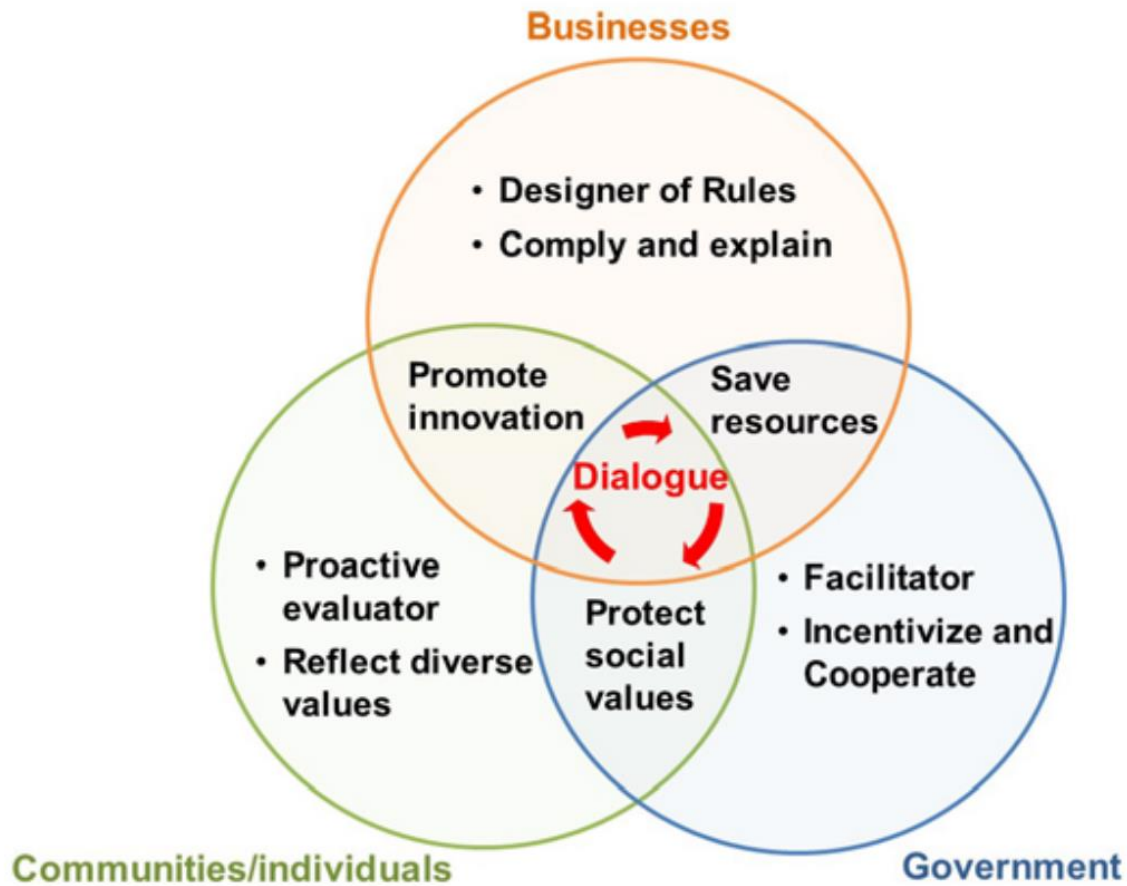 Businesses
• Designer of Rules
• Comply and explain
Promote
innovation
Save
resources
Dialogue
• Proactive
evaluator
• Reflect diverse
values
Protect
social
values
• Facilitator
• Incentivize and
Cooperate
Communities/individuals
Government